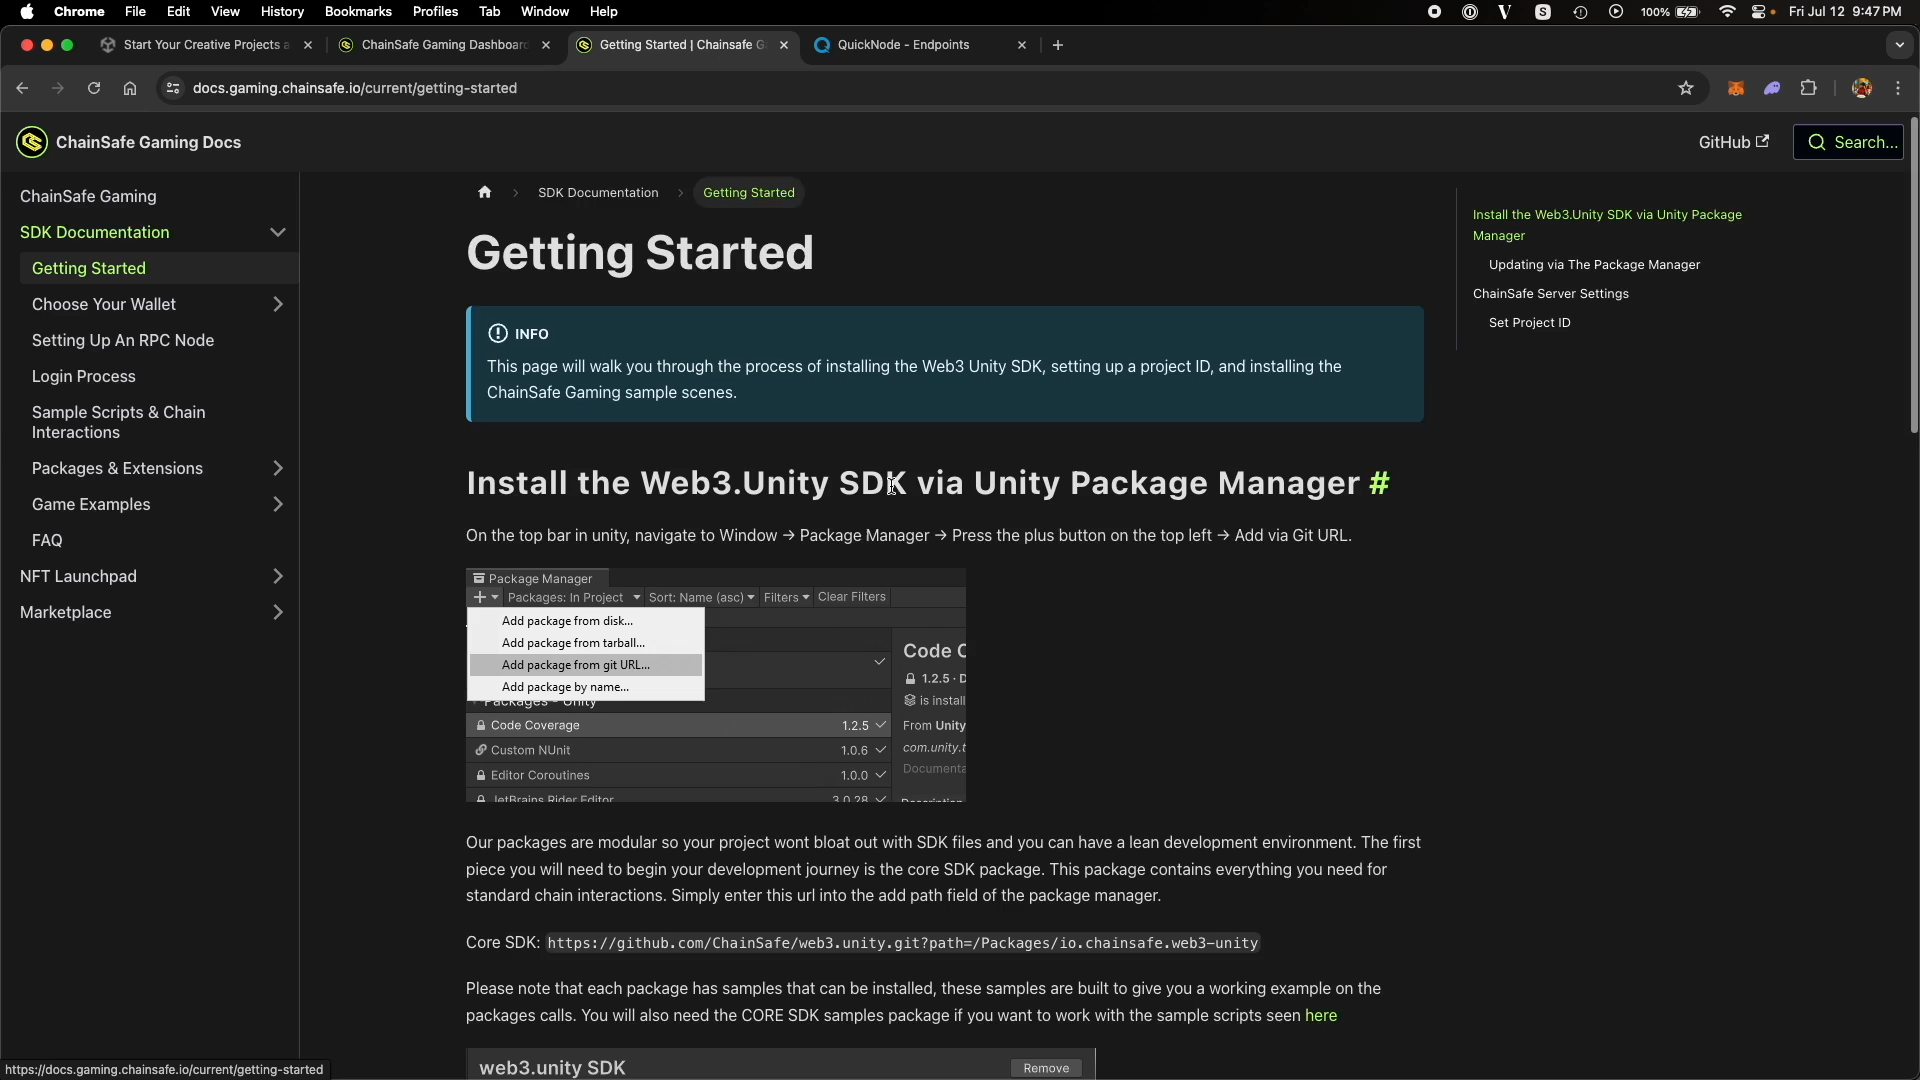 Chrome File Edit View History Bookmarks Profiles Tab Window Help 100% Fri Jul 12 9:47 PM
Start Your Creative Projects a
ChainSafe Gaming Dashboar
Getting Started | Chainsafe G
QuickNode - Endpoints
docs.gaming.chainsafe.io/current/getting-started
ChainSafe Gaming Docs
GitHub
Search...
ChainSafe Gaming
SDK Documentation
Getting Started
Choose Your Wallet
Setting Up An RPC Node
Login Process
Sample Scripts & Chain
Interactions
Packages & Extensions
Game Examples
FAQ
NFT Launchpad
Marketplace
SDK Documentation > Getting Started
Getting Started
INFO
This page will walk you through the process of installing the Web3 Unity SDK, setting up a project ID, and installing the
ChainSafe Gaming sample scenes.
Install the Web3.Unity SDK via Unity Package Manager #
On the top bar in unity, navigate to Window → Package Manager → Press the plus button on the top left → Add via Git URL.
Package Manager
Packages: In Project Sort: Name (asc) Filters Clear Filters
Add package from disk...
Add package from tarball...
Add package from git URL...
Add package by name...
Packages - Unity
Code Coverage 1.2.5
Custom NUnit 1.0.6
Editor Coroutines 1.0.0
JetBrains Rider Editor 3.0.28
Code C
1.2.5 · D
is install
From Unity
com.unity.t
Documenta
Our packages are modular so your project wont bloat out with SDK files and you can have a lean development environment. The first
piece you will need to begin your development journey is the core SDK package. This package contains everything you need for
standard chain interactions. Simply enter this url into the add path field of the package manager.
Core SDK: https://github.com/ChainSafe/web3.unity.git?path=/Packages/io.chainsafe.web3-unity
Please note that each package has samples that can be installed, these samples are built to give you a working example on the
packages calls. You will also need the CORE SDK samples package if you want to work with the sample scripts seen here
web3.unity SDK Remove
Install the Web3.Unity SDK via Unity Package
Manager
Updating via The Package Manager
ChainSafe Server Settings
Set Project ID
https://docs.gaming.chainsafe.io/current/getting-started